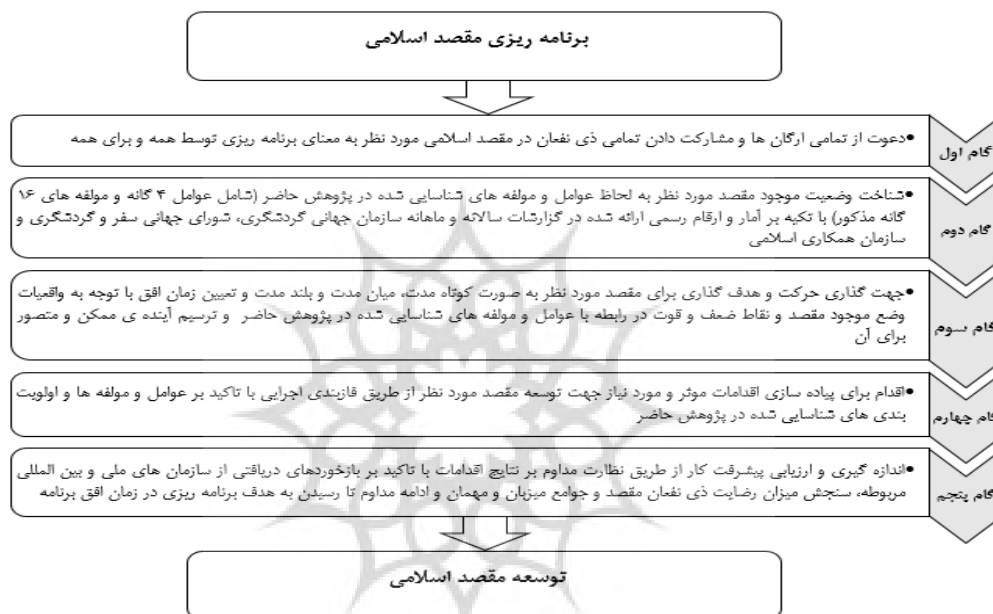 برنامه ریزی مقصد اسلامی
گام اول
•دعوت از تمامی ارگان ها و مشارکت دادن تمامی ذی نفعان در مقصد اسلامی مورد نظر به معنای برنامه ریزی توسط همه و برای همه
گام دوم
•شناخت وضعیت موجود مقصد مورد نظر به لحاظ عوامل و مولفه های شناسایی شده در پژوهش حاضر (شامل عوامل ۴ گانه و مولفه های ۱۶
گانه مذکور) با تکیه بر آمار و ارقام رسمی ارائه شده در گزارشات سالانه و ماهانه سازمان جهانی گردشگری، شورای جهانی سفر و گردشگری و
سازمان همکاری اسلامی
گام سوم
•جهت گذاری حرکت و هدف گذاری برای مقصد مورد نظر به صورت کوتاه مدت، میان مدت و بلند مدت و تعیین زمان افق با توجه به واقعیات
وضع موجود مقصد و نقاط ضعف و قوت در رابطه با عوامل و مولفه های شناسایی شده در پژوهش حاضر و ترسیم آینده ی ممکن و متصور
برای آن
گام چهارم
•اقدام برای پیاده سازی اقدامات موثر و مورد نیاز جهت توسعه مقصد مورد نظر از طریق فازبندی اجرایی با تاکید بر عوامل و مولفه ها و اولویت
بندی های شناسایی شده در پژوهش حاضر
گام پنجم
•اندازه گیری و ارزیابی پیشرفت کار از طریق نظارت مداوم بر نتایج اقدامات با تاکید بر بازخوردهای دریافتی از سازمان های ملی و بین المللی
مربوطه، سنجش میزان رضایت ذی نفعان مقصد و جوامع میزبان و مهمان و ادامه مداوم تا رسیدن به هدف برنامه ریزی در زمان افق برنامه
توسعه مقصد اسلامی